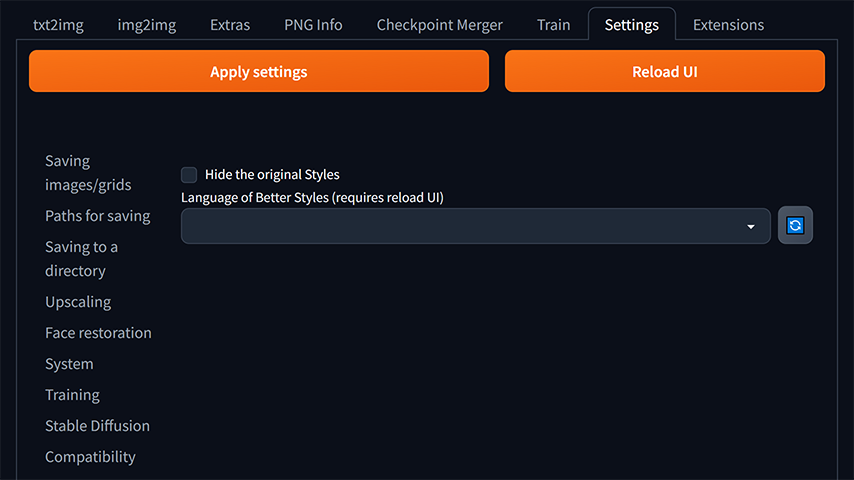 txt2img img2img Extras PNG Info Checkpoint Merger Train Settings Extensions
Apply settings Reload UI
Saving
images/grids
Paths for saving
Saving to a
directory
Upscaling
Face restoration
System
Training
Stable Diffusion
Compatibility
Hide the original Styles
Language of Better Styles (requires reload UI)